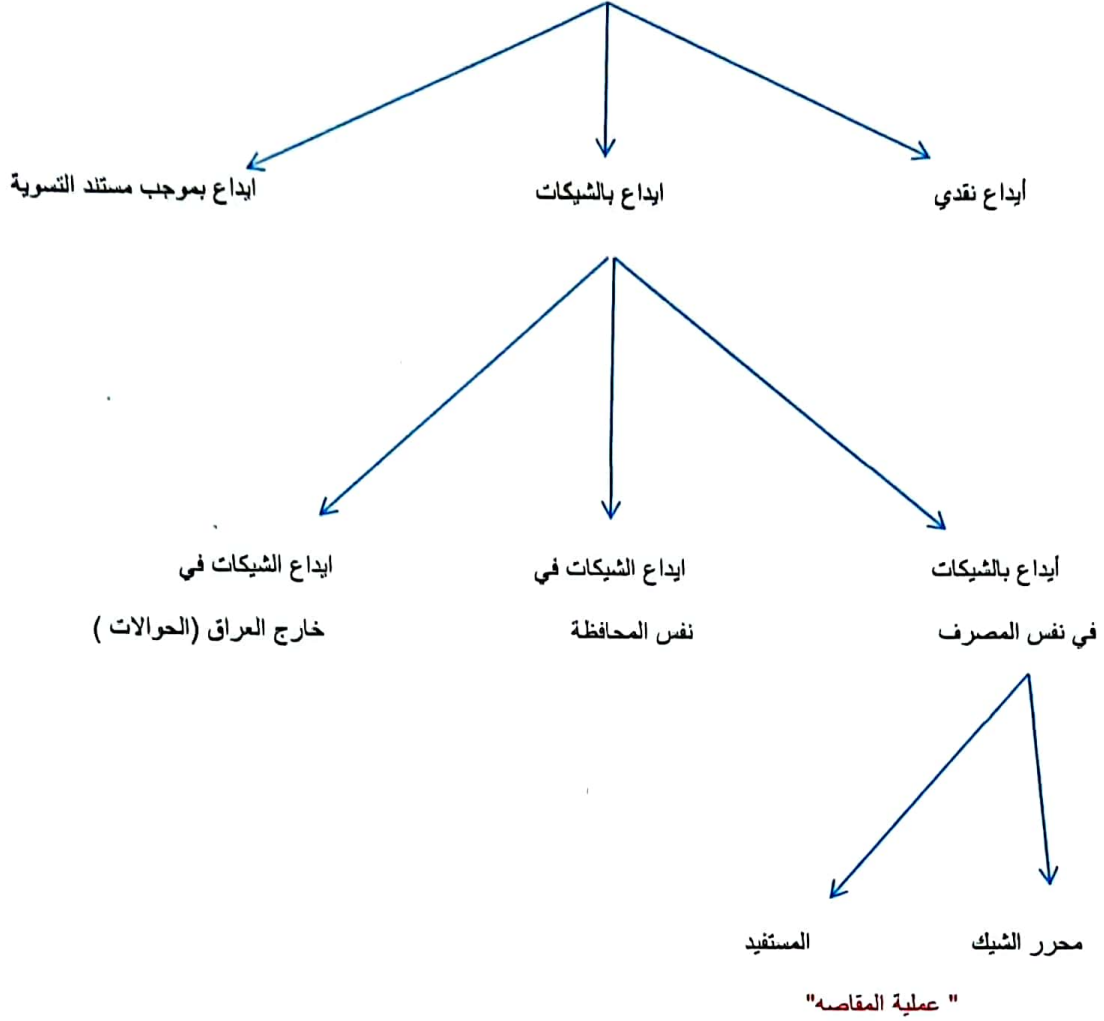 أيداع نقدي
ايداع بالشيكات
ايداع بموجب مستند التسوية
أيداع بالشيكات
في نفس المصرف
ايداع الشيكات في
نفس المحافظة
ايداع الشيكات في
خارج العراق (الحوالات )
محرر الشيك
المستفيد
" عملية المقاصه"